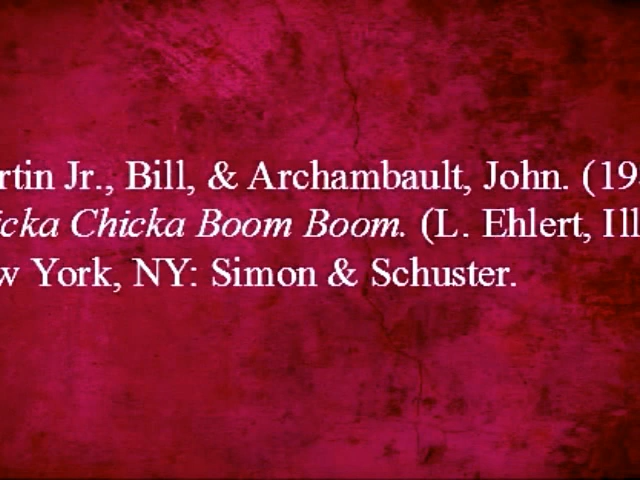 rtin Jr., Bill, & Archambault, John. (19
icka Chicka Boom Boom. (L. Ehlert, Ill
w York, NY: Simon & Schuster.